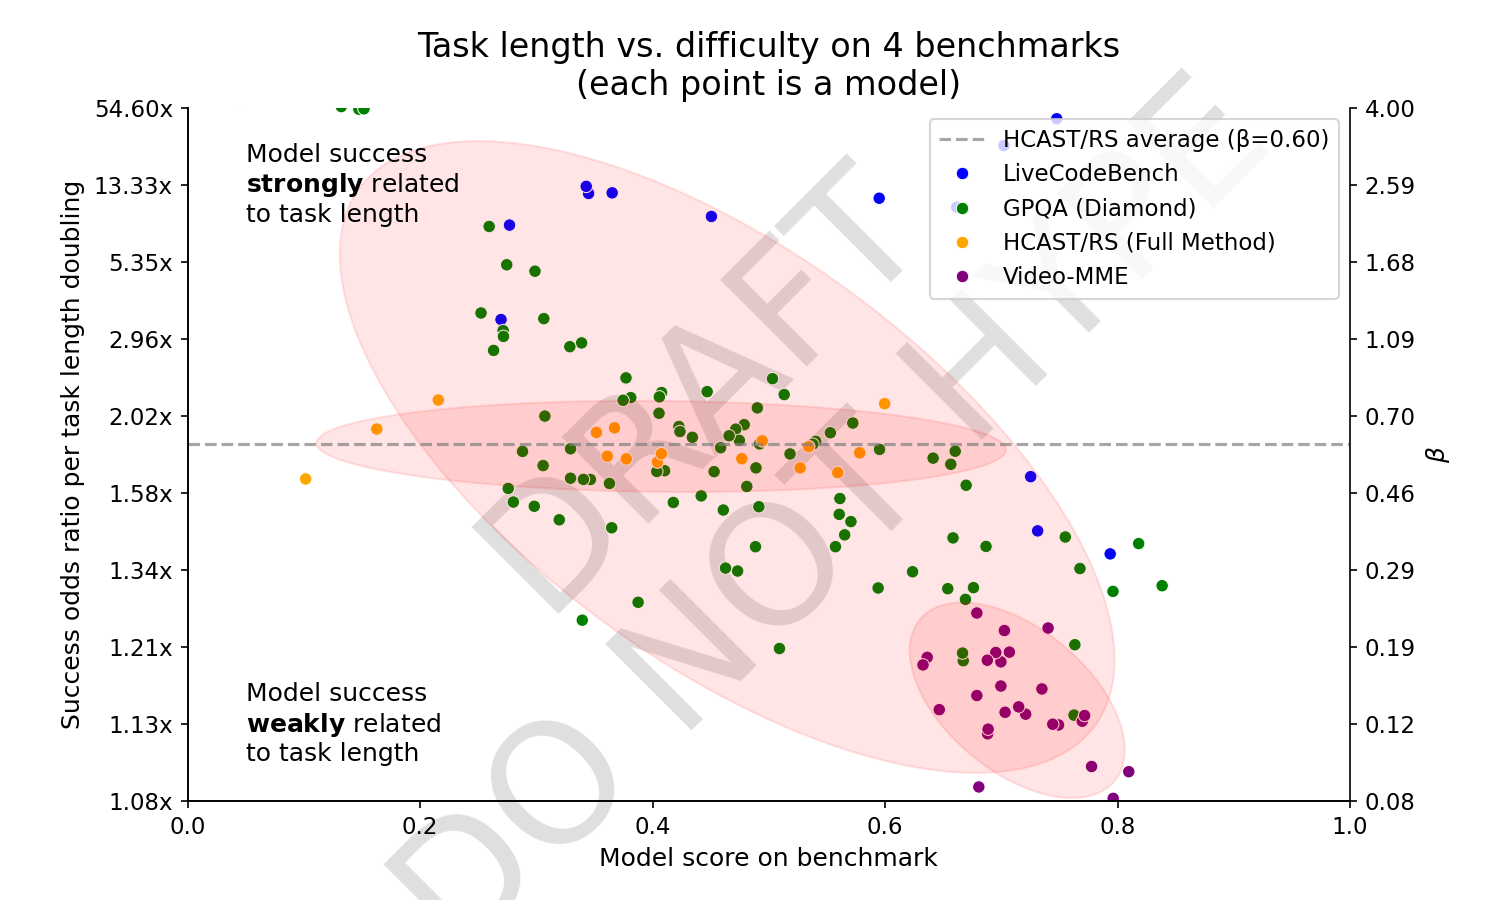 Task length vs. difficulty on 4 benchmarks
(each point is a model)
54.60x
13.33x
5.35x
2.96x
2.02x
1.58x
1.34x
1.21x
1.13x
1.08x
Success odds ratio per task length doubling
Model success
strongly related
to task length
Model success
weakly related
to task length
HCAST/RS average (β=0.60)
LiveCodeBench
GPQA (Diamond)
HCAST/RS (Full Method)
Video-MME
4.00
2.59
1.68
1.09
0.70
0.46
0.29
0.19
0.12
0.08
β
0.0
0.2
0.4
0.6
0.8
1.0
Model score on benchmark
DRAFT
DO NOT HYPE